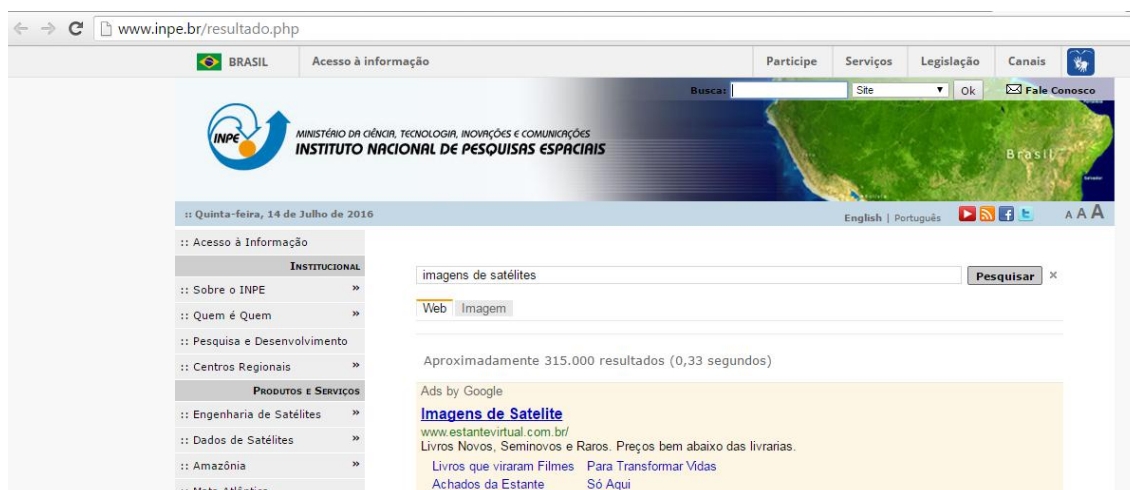 www.inpe.br/resultado.php
BRASIL Acesso à informação Participe Serviços Legislação Canais
Busca: Site Ok Fale Conosco
INPE
MINISTÉRIO DA CIÊNCIA, TECNOLOGIA, INOVAÇÕES E COMUNICAÇÕES
INSTITUTO NACIONAL DE PESQUISAS ESPACIAIS
Brasil
:: Quinta-feira, 14 de Julho de 2016 English | Português A A A
:: Acesso à Informação
INSTITUCIONAL
imagens de satélites Pesquisar ×
:: Sobre o INPE »
Web Imagem
:: Quem é Quem »
:: Pesquisa e Desenvolvimento
Aproximadamente 315.000 resultados (0,33 segundos)
:: Centros Regionais »
PRODUTOS E SERVIÇOS
Ads by Google
:: Engenharia de Satélites »
Imagens de Satelite
www.estantevirtual.com.br/
:: Dados de Satélites »
Livros Novos, Seminovos e Raros. Preços bem abaixo das livrarias.
:: Amazônia »
Livros que viraram Filmes Para Transformar Vidas
Achados da Estante Só Aqui